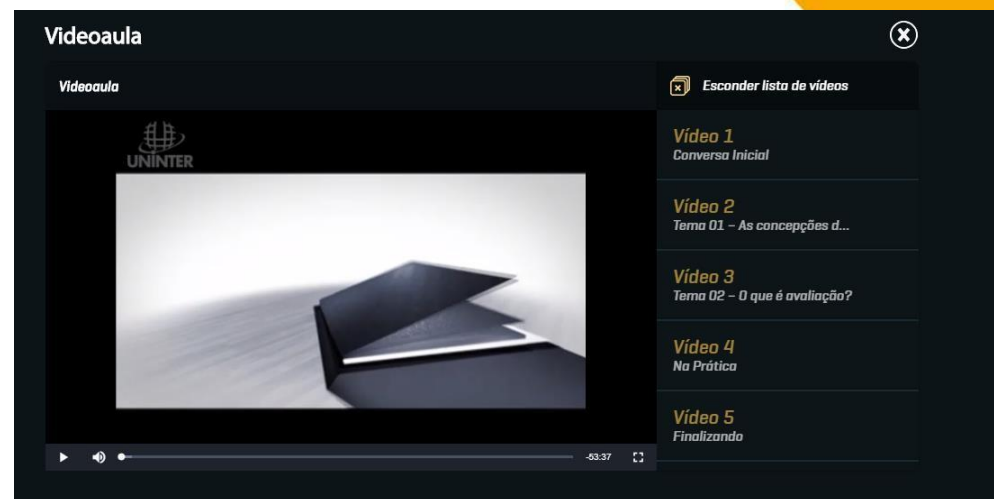 Videoaula
Videoaula
Esconder lista de vídeos
UNINTER
Vídeo 1
Conversa Inicial
Vídeo 2
Tema 01 – As concepções d...
Vídeo 3
Tema 02 – O que é avaliação?
Vídeo 4
Na Prática
Vídeo 5
Finalizando
-53:37